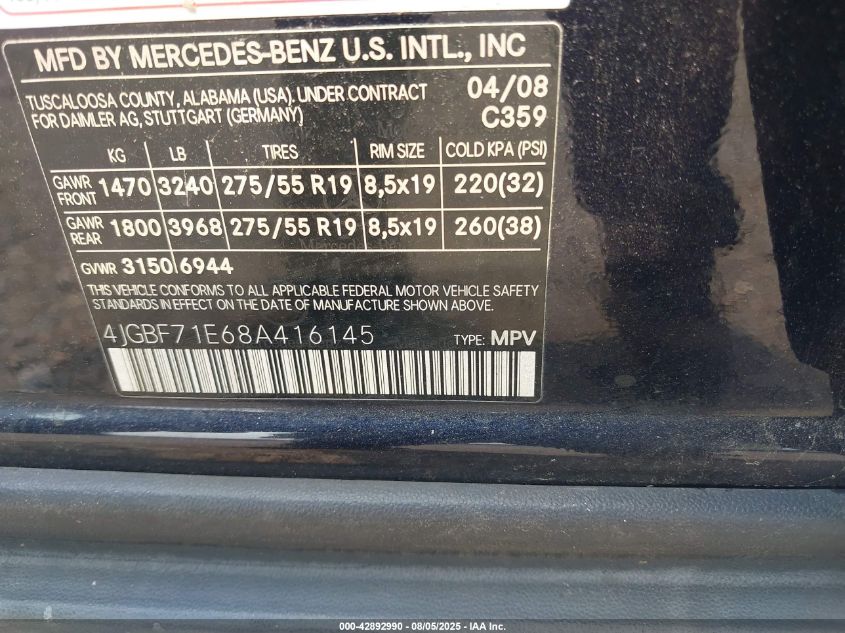 MFD BY MERCEDES-BENZ U.S. INTL., INC
TUSCALOOSA COUNTY, ALABAMA (USA). UNDER CONTRACT 04/08
FOR DAIMLER AG, STUTTGART (GERMANY) C359
KG LB TIRES RIM SIZE COLD KPA (PSI)
GAWR FRONT 1470 3240 275/55 R19 8,5x19 220(32)
GAWR REAR 1800 3968 275/55 R19 8,5x19 260(38)
GVWR 3150 6944
THIS VEHICLE CONFORMS TO ALL APPLICABLE FEDERAL MOTOR VEHICLE SAFETY
STANDARDS IN EFFECT ON THE DATE OF MANUFACTURE SHOWN ABOVE.
4JGBF71E68A416145 TYPE: MPV
000-42892990 - 08/05/2025 - IAA Inc.